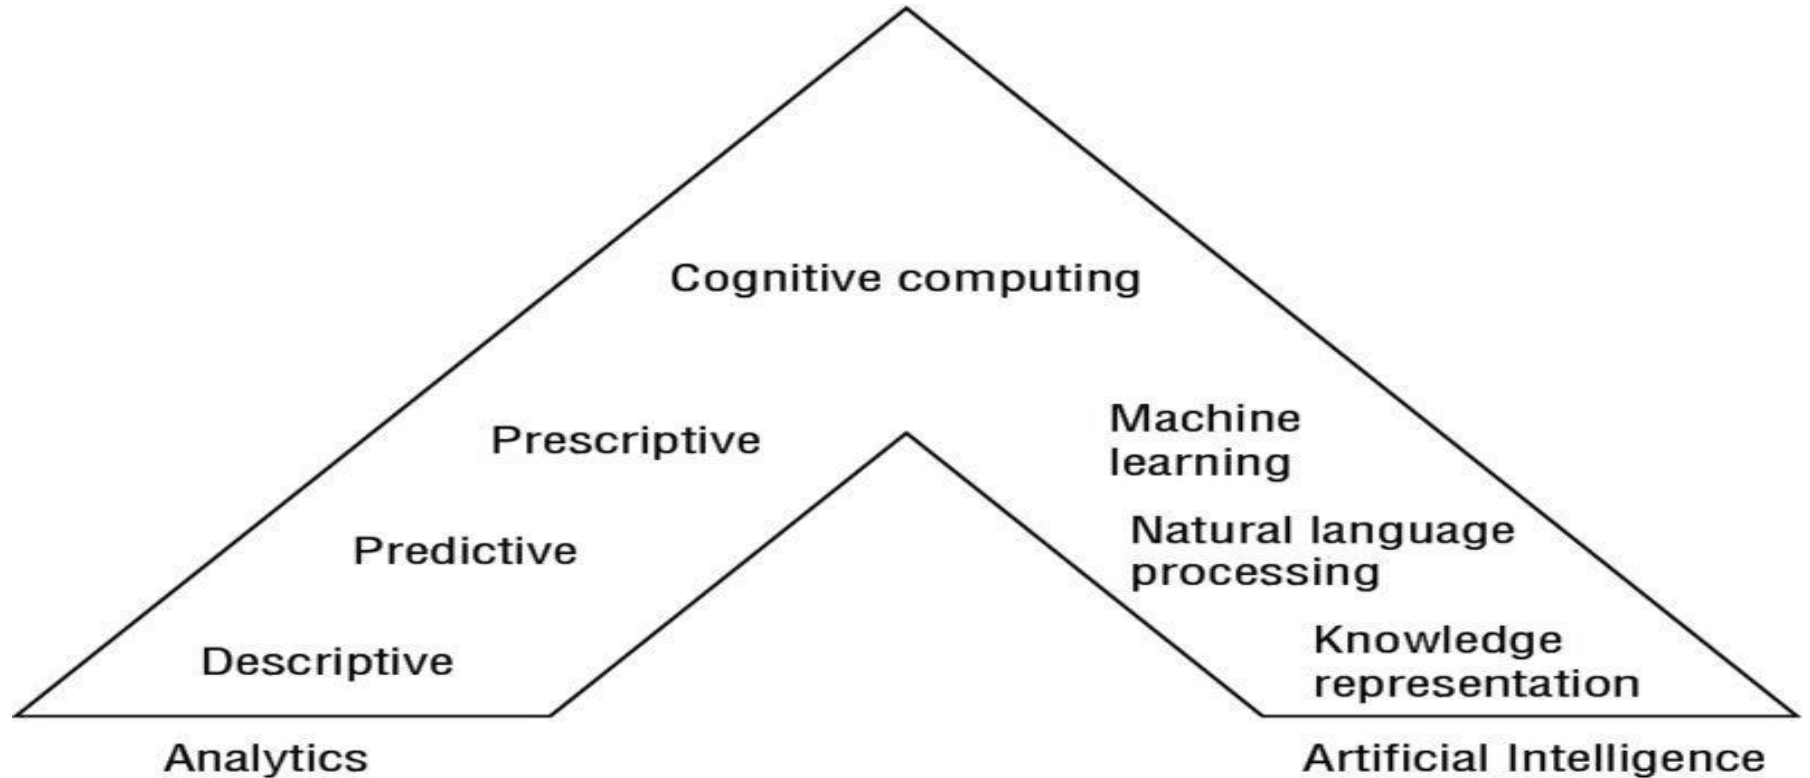 Cognitive computing
Prescriptive
Machine
learning
Predictive
Natural language
processing
Descriptive
Knowledge
representation
Analytics
Artificial Intelligence